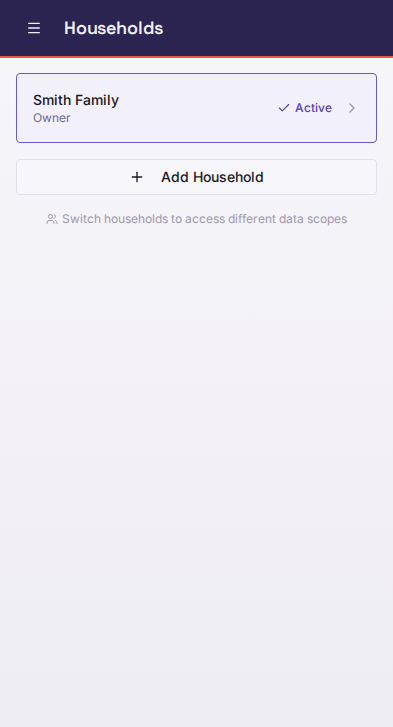 Households
Smith Family
Owner
Active
Add Household
Switch households to access different data scopes